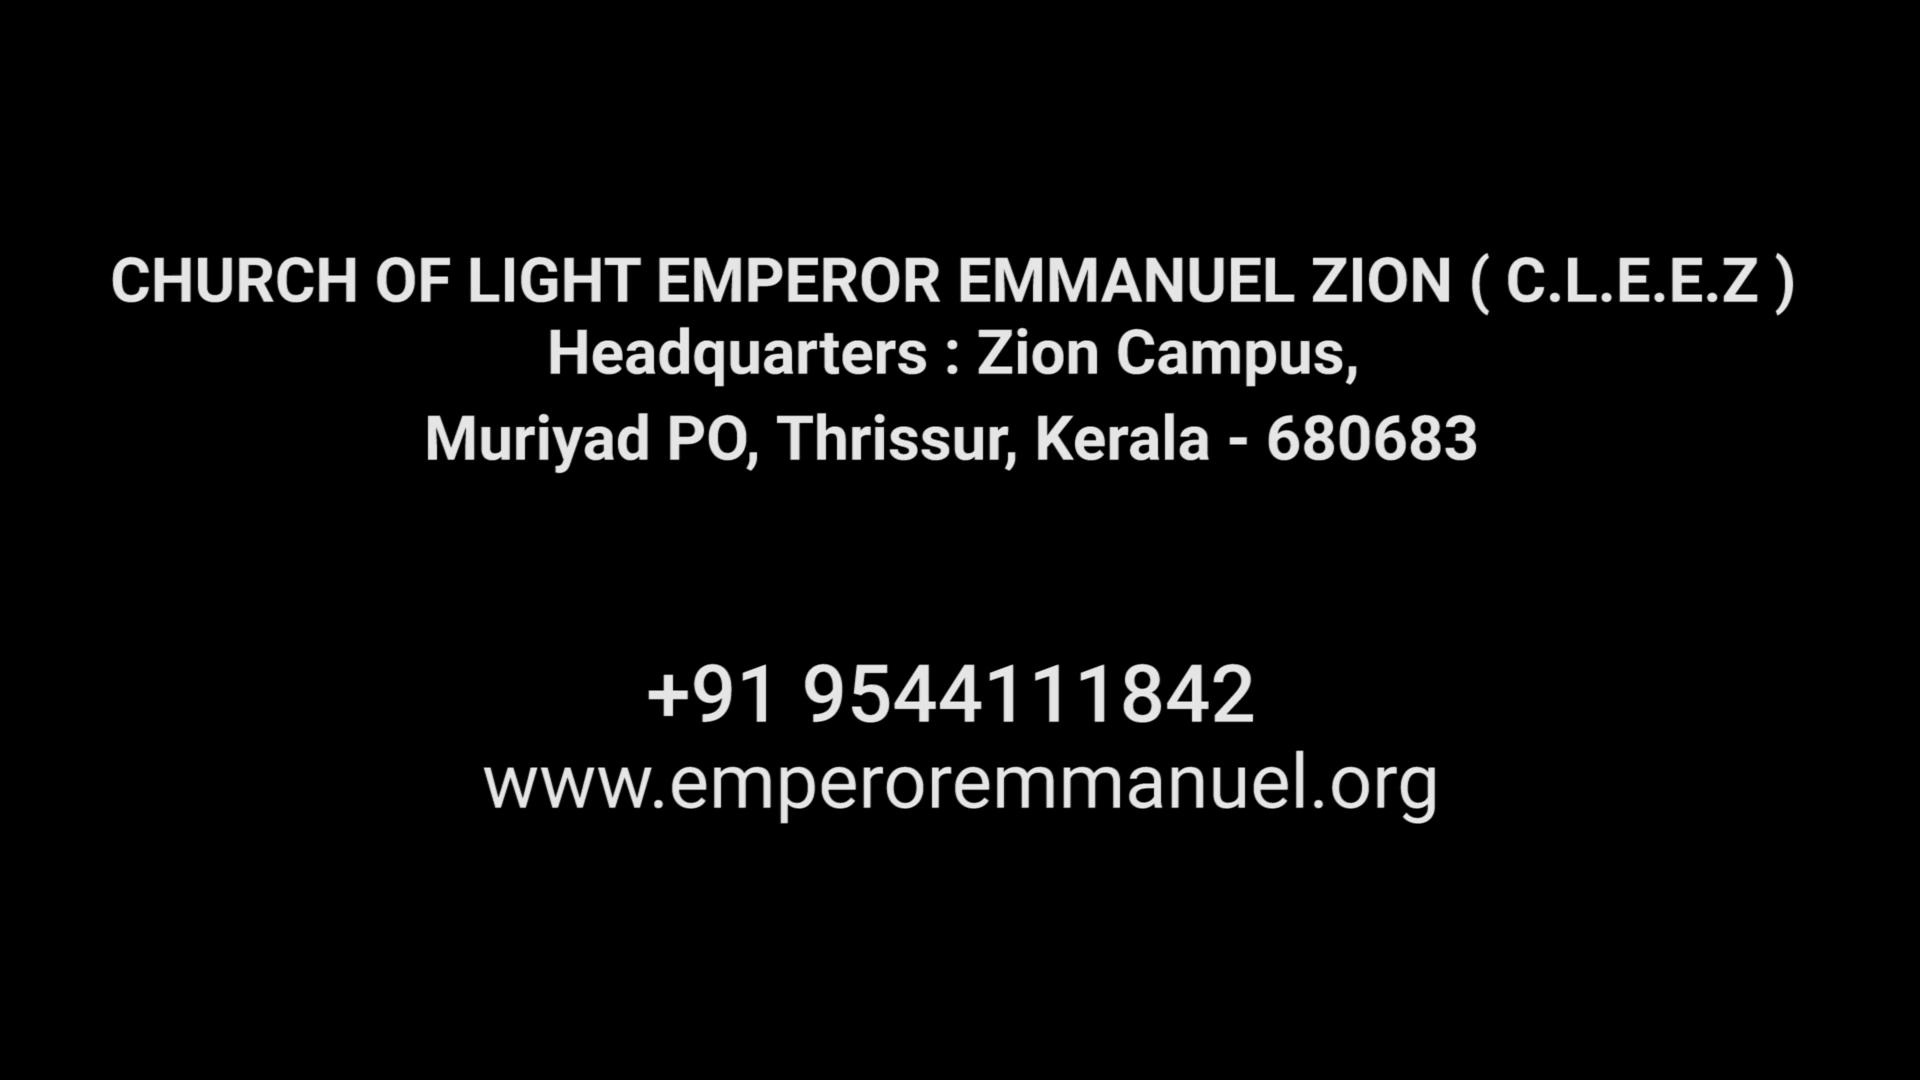 CHURCH OF LIGHT EMPEROR EMMANUEL ZION ( C.L.E.E.Z )
Headquarters : Zion Campus,
Muriyad PO, Thrissur, Kerala - 680683
+91 9544111842
www.emperoremmanuel.org